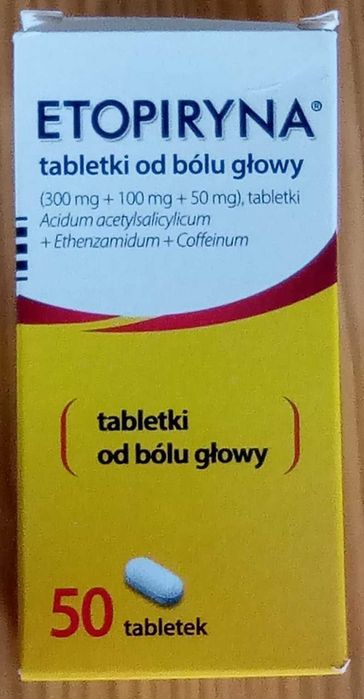 ETOPIRYNA®
tabletki od bólu głowy
(300 mg + 100 mg + 50 mg), tabletki
Acidum acetylsalicylicum
+ Ethenzamidum + Coffeinum
tabletki
od bólu głowy
50 tabletek